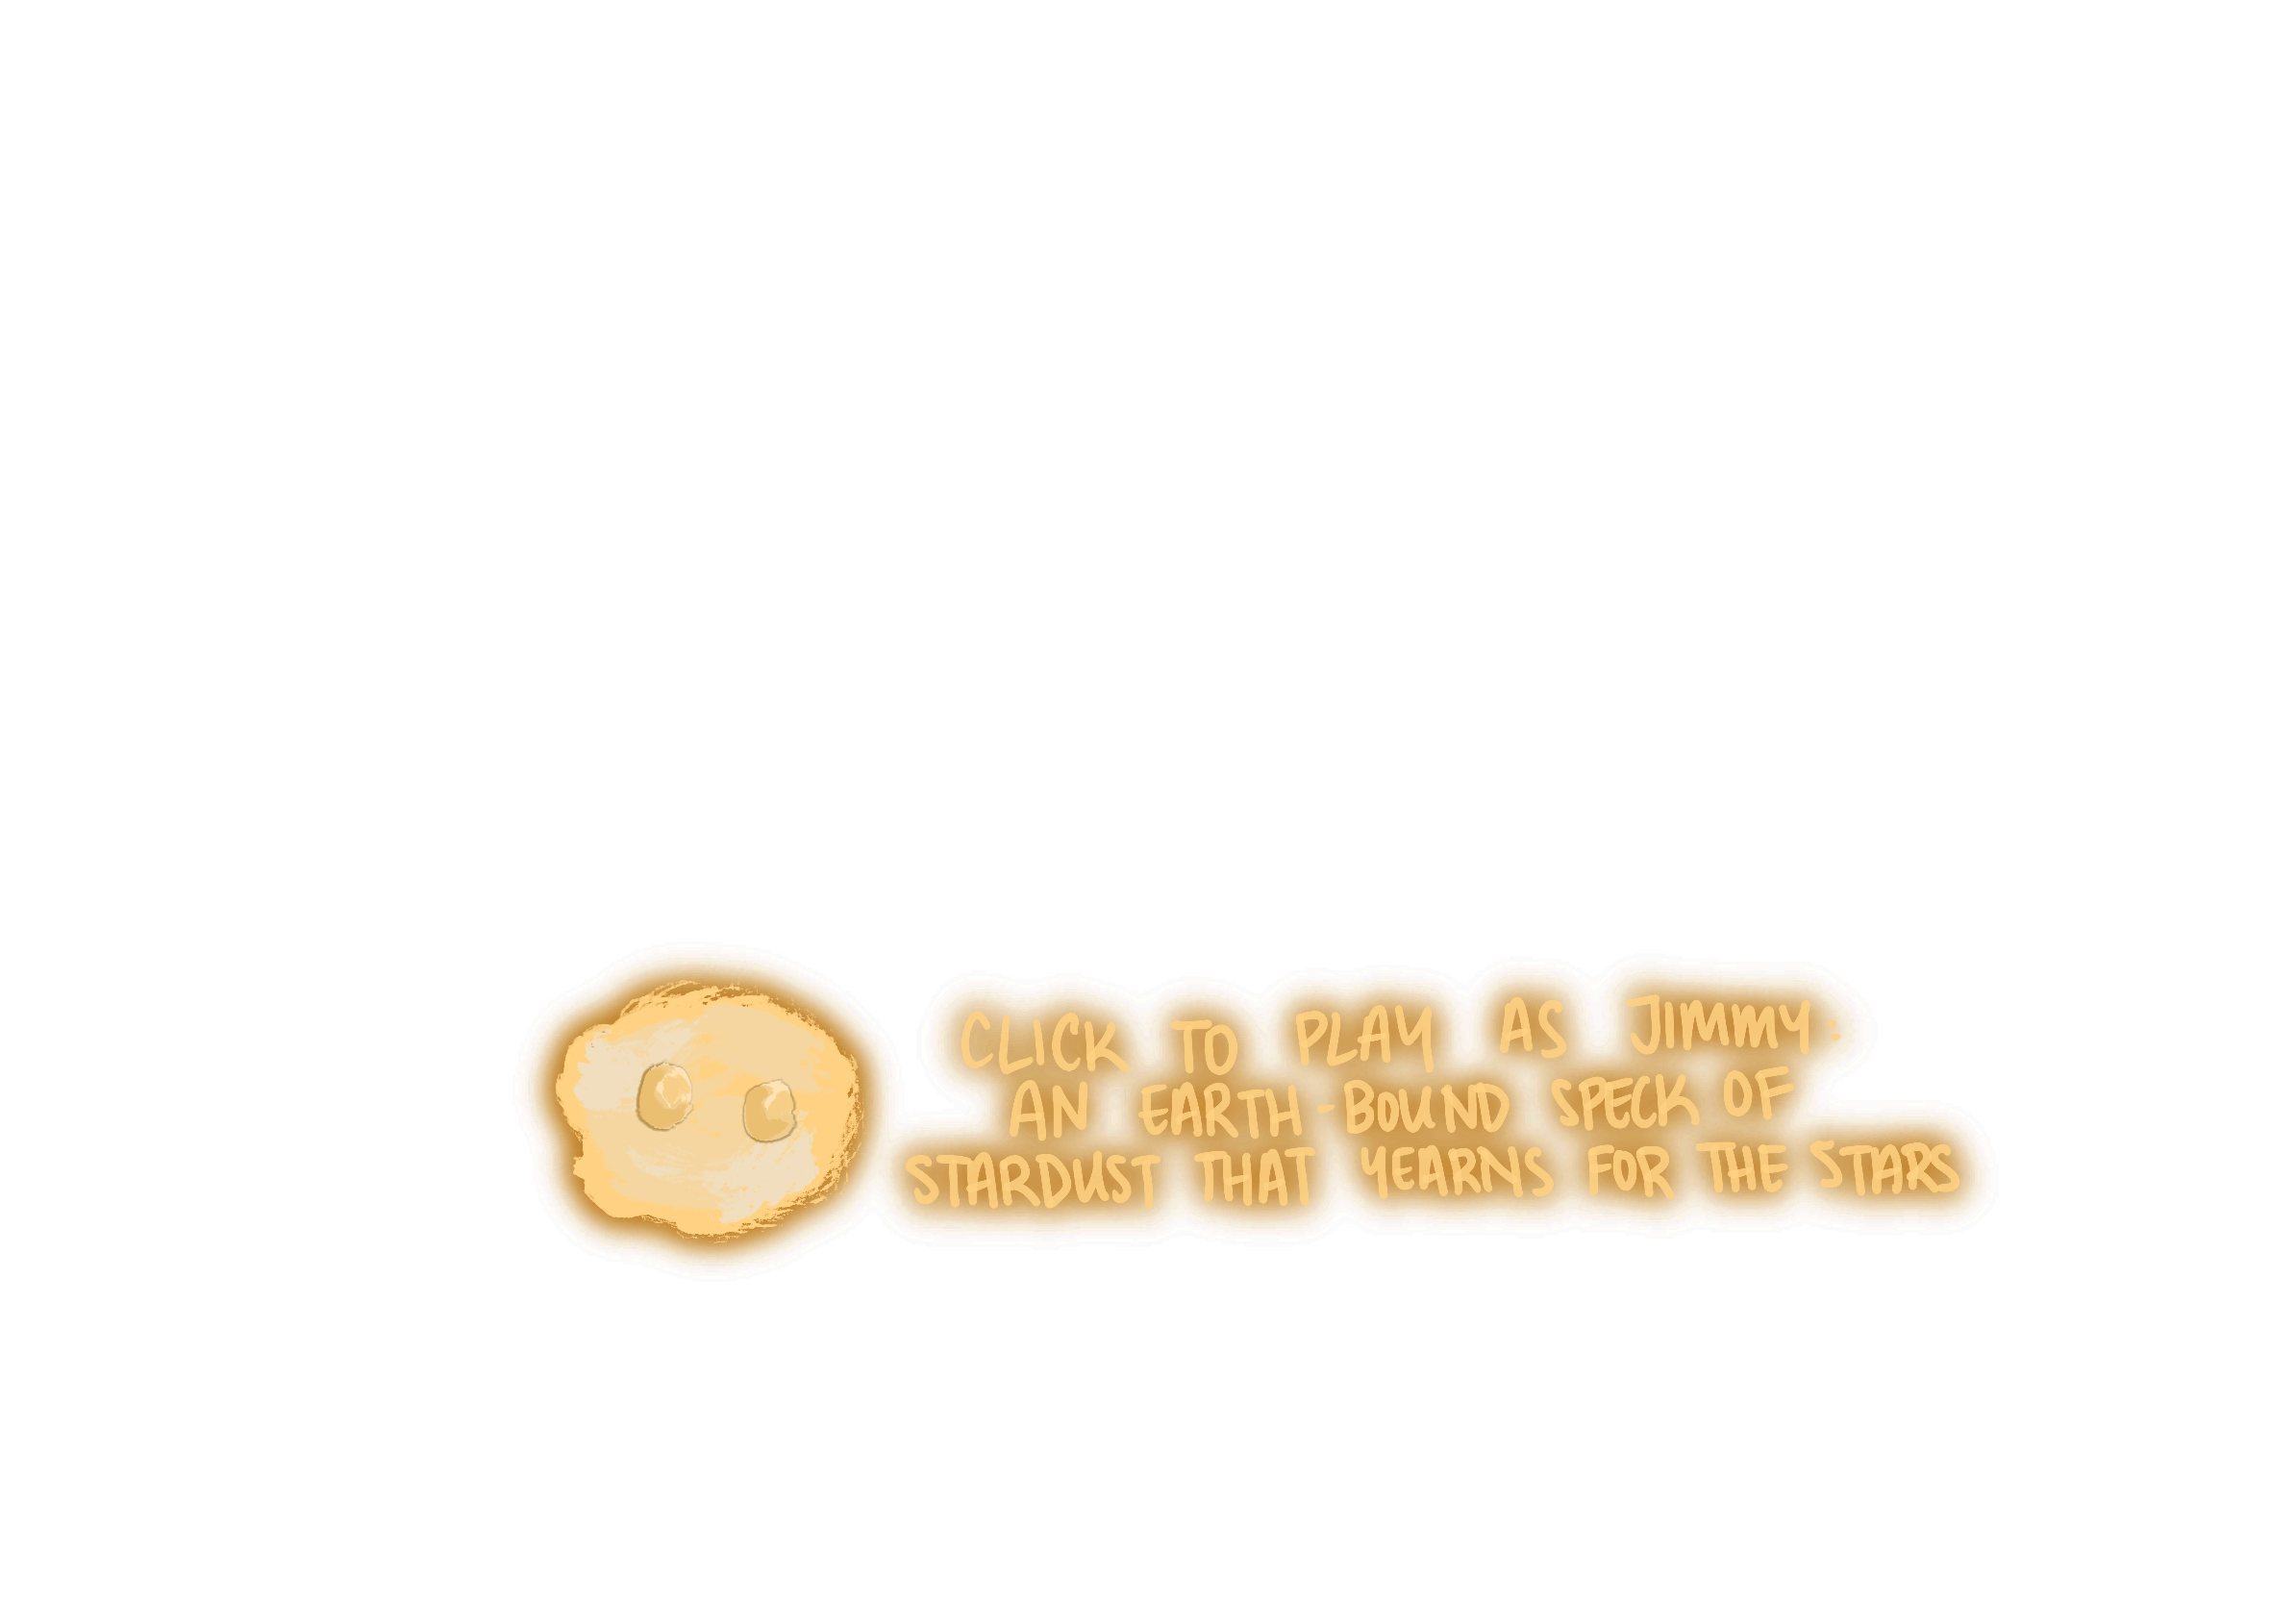 CLICK TO PLAY AS JIMMY:
AN EARTH-BOUND SPECK OF
STARDUST THAT YEARNS FOR THE STARS